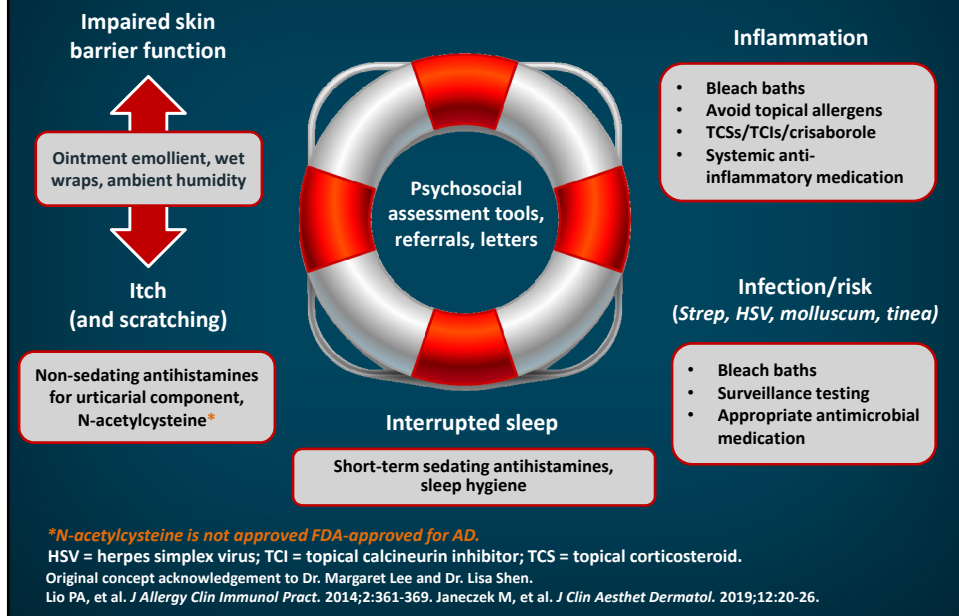 Impaired skin
barrier function
Ointment emollient, wet
wraps, ambient humidity
Itch
(and scratching)
Non-sedating antihistamines
for urticarial component,
N-acetylcysteine*
Psychosocial
assessment tools,
referrals, letters
Interrupted sleep
Short-term sedating antihistamines,
sleep hygiene
Inflammation
• Bleach baths
• Avoid topical allergens
• TCSs/TCIs/crisaborole
• Systemic anti-
inflammatory medication
Infection/risk
(Strep, HSV, molluscum, tinea)
• Bleach baths
• Surveillance testing
• Appropriate antimicrobial
medication
*N-acetylcysteine is not approved FDA-approved for AD.
HSV = herpes simplex virus; TCI = topical calcineurin inhibitor; TCS = topical corticosteroid.
Original concept acknowledgement to Dr. Margaret Lee and Dr. Lisa Shen.
Lio PA, et al. J Allergy Clin Immunol Pract. 2014;2:361-369. Janeczek M, et al. J Clin Aesthet Dermatol. 2019;12:20-26.